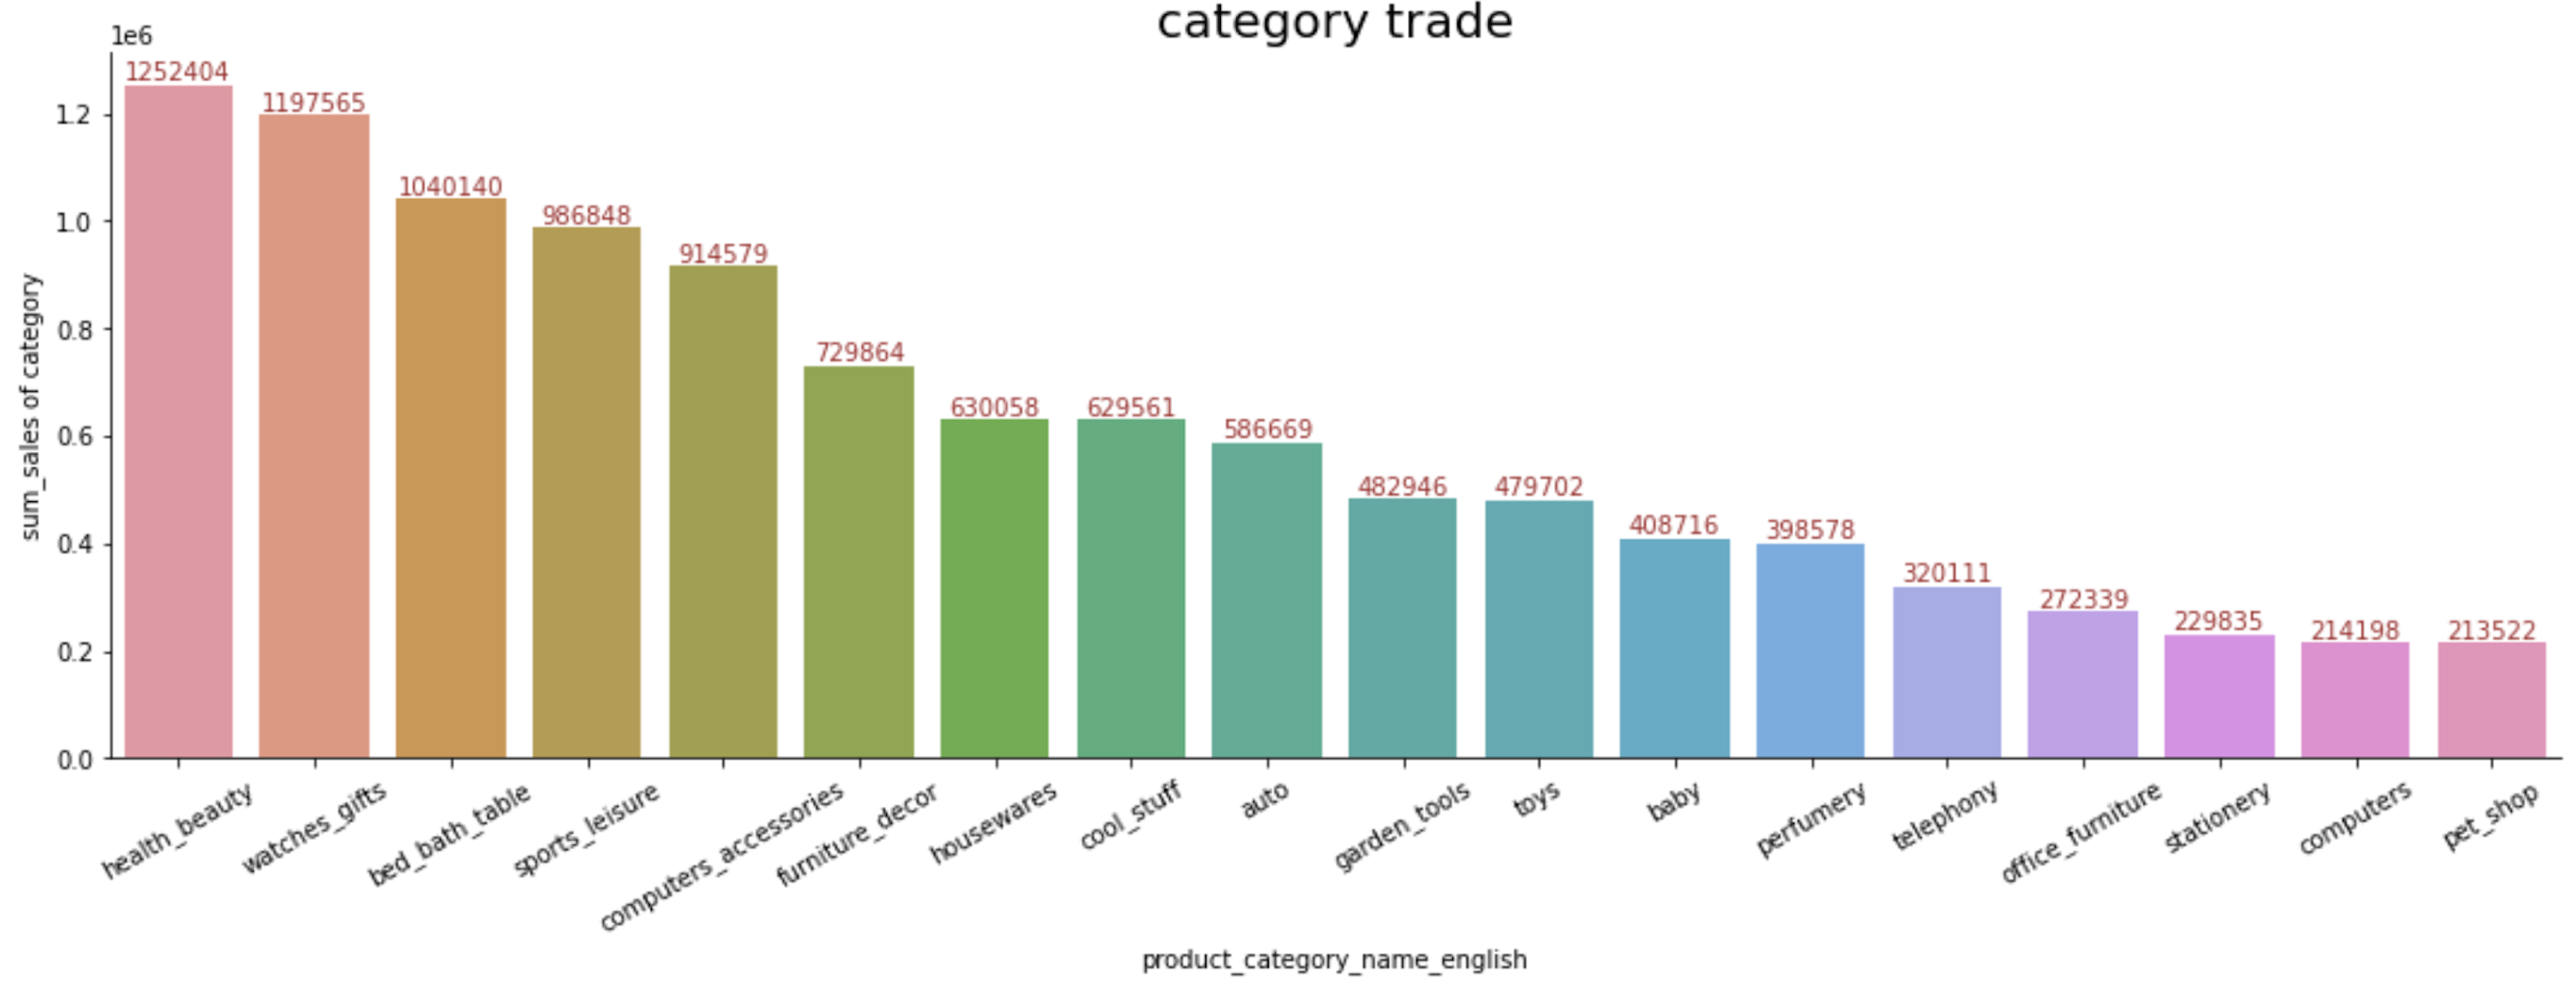 category trade
1e6
1252404
1197565
1040140
986848
914579
729864
630058
629561
586669
482946
479702
408716
398578
320111
272339
229835
214198
213522
1.2
1.0
0.8
0.6
0.4
0.2
0.0
sum_sales of category
health_beauty
watches_gifts
bed_bath_table
sports_leisure
computers_accessories
furniture_decor
housewares
cool_stuff
auto
garden_tools
toys
baby
perfumery
telephony
office_furniture
stationery
computers
pet_shop
product_category_name_english